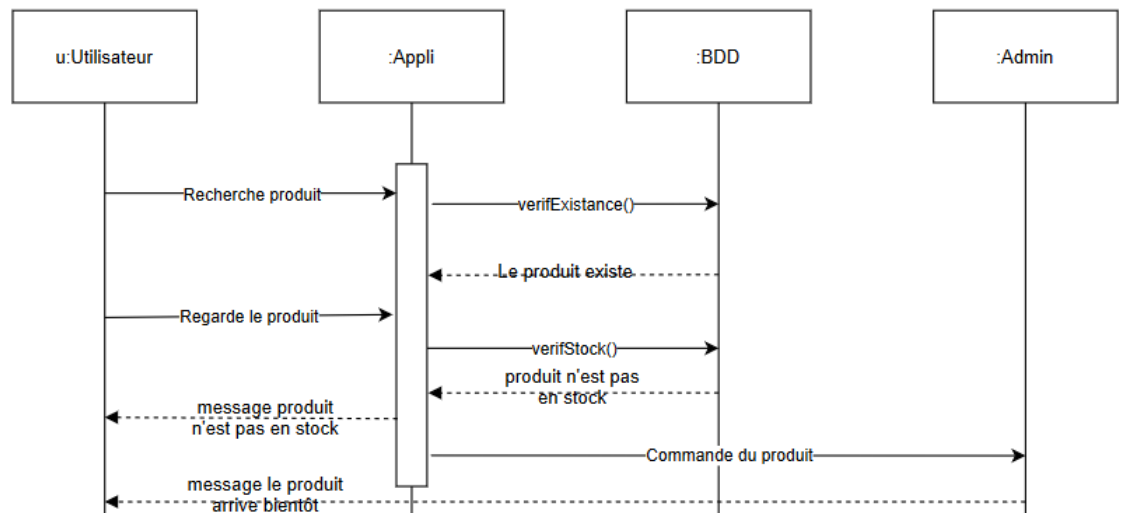 u:Utilisateur
:Appli
:BDD
:Admin
Recherche produit
verifExistance()
Le produit existe
Regarde le produit
verifStock()
produit n'est pas
en stock
message produit
n'est pas en stock
Commande du produit
message le produit
arrive bientôt